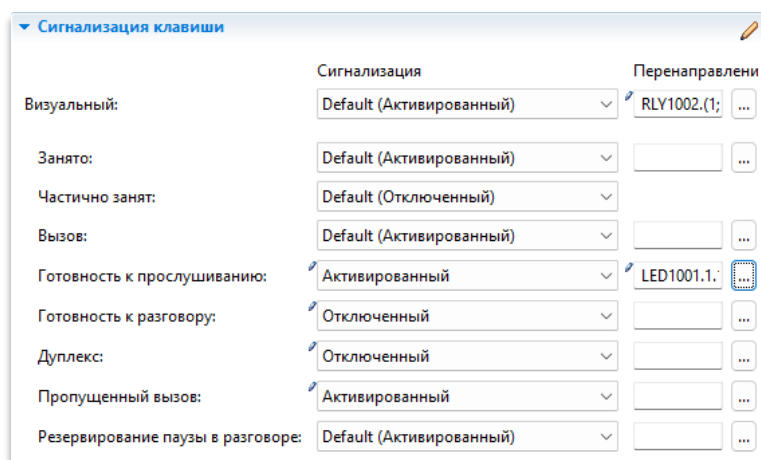 Сигнализация клавиши
Сигнализация Перенаправлени
Визуальный: Default (Активированный) RLY1002.(1; ...
Занято: Default (Активированный) ...
Частично занят: Default (Отключенный)
Вызов: Default (Активированный) ...
Готовность к прослушиванию: Активированный LED1001.1. ...
Готовность к разговору: Отключенный ...
Дуплекс: Отключенный ...
Пропущенный вызов: Активированный ...
Резервирование паузы в разговоре: Default (Активированный) ...